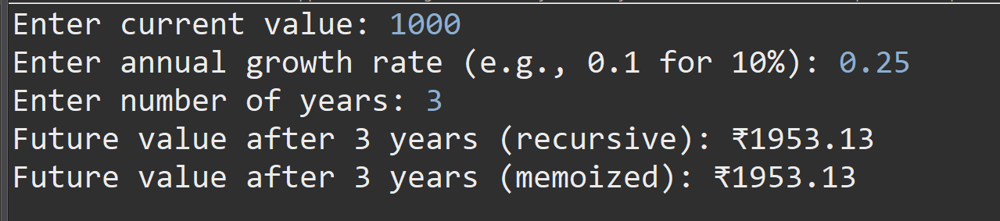 Enter current value: 1000
Enter annual growth rate (e.g., 0.1 for 10%): 0.25
Enter number of years: 3
Future value after 3 years (recursive): ₹1953.13
Future value after 3 years (memoized): ₹1953.13